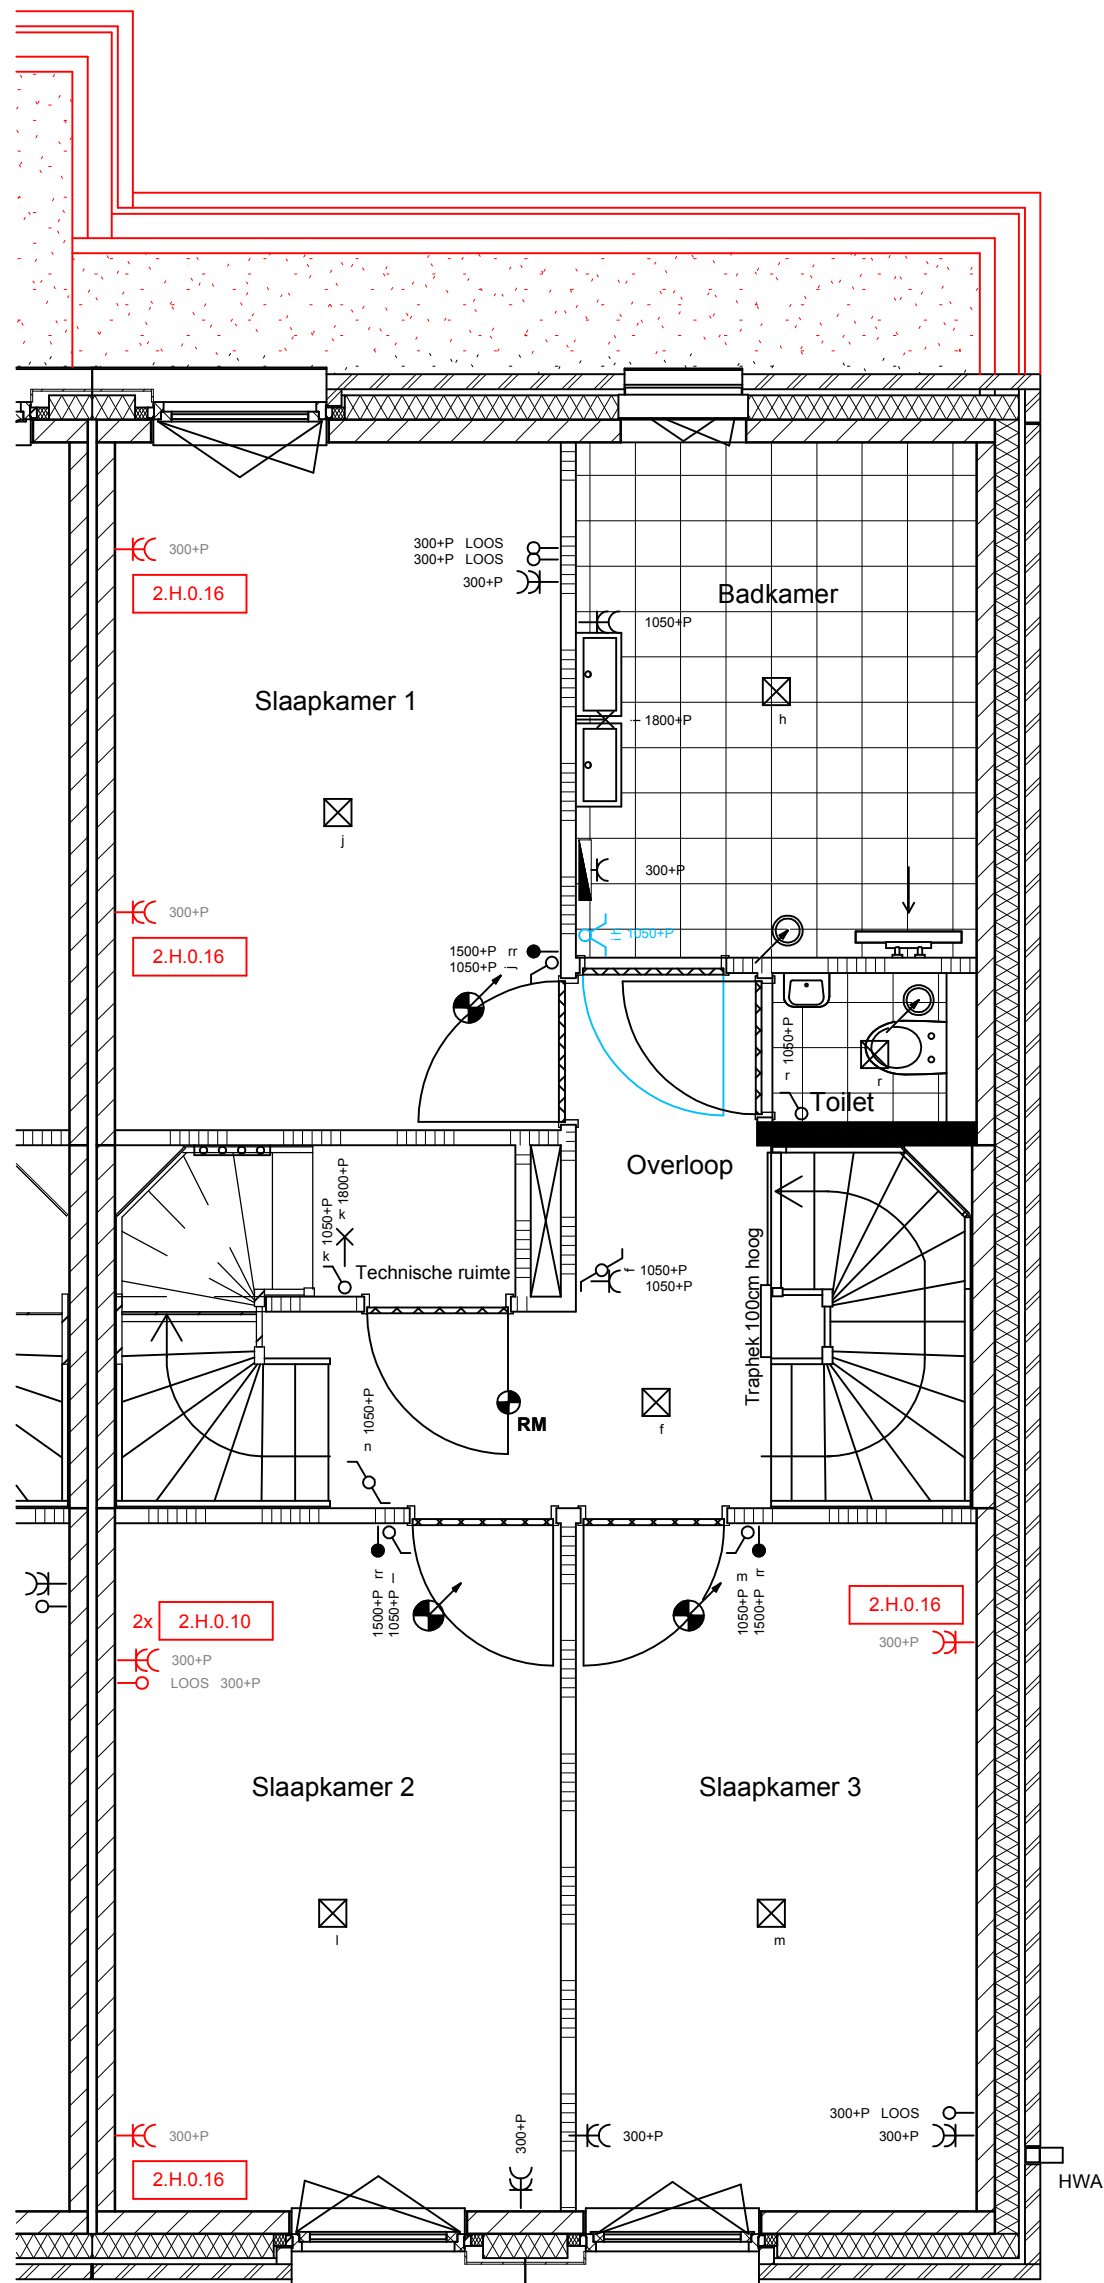 300+P
2.H.0.16
300+P LOOS
300+P LOOS
300+P
Badkamer
1050+P
Slaapkamer 1
1800+P
h
j
300+P
300+P
2.H.0.16
1500+P rr
1050+P j
1050+P
r 1050+P
r
Toilet
Overloop
k 1050+P
k 1800+P
Technische ruimte
f 1050+P
1050+P
Traphek 100cm hoog
n 1050+P
RM
f
1500+P rr
1050+P l
1050+P m
1500+P rr
2x 2.H.0.10
300+P
LOOS 300+P
2.H.0.16
300+P
Slaapkamer 2
Slaapkamer 3
l
m
300+P
2.H.0.16
300+P
300+P
300+P LOOS
300+P
HWA